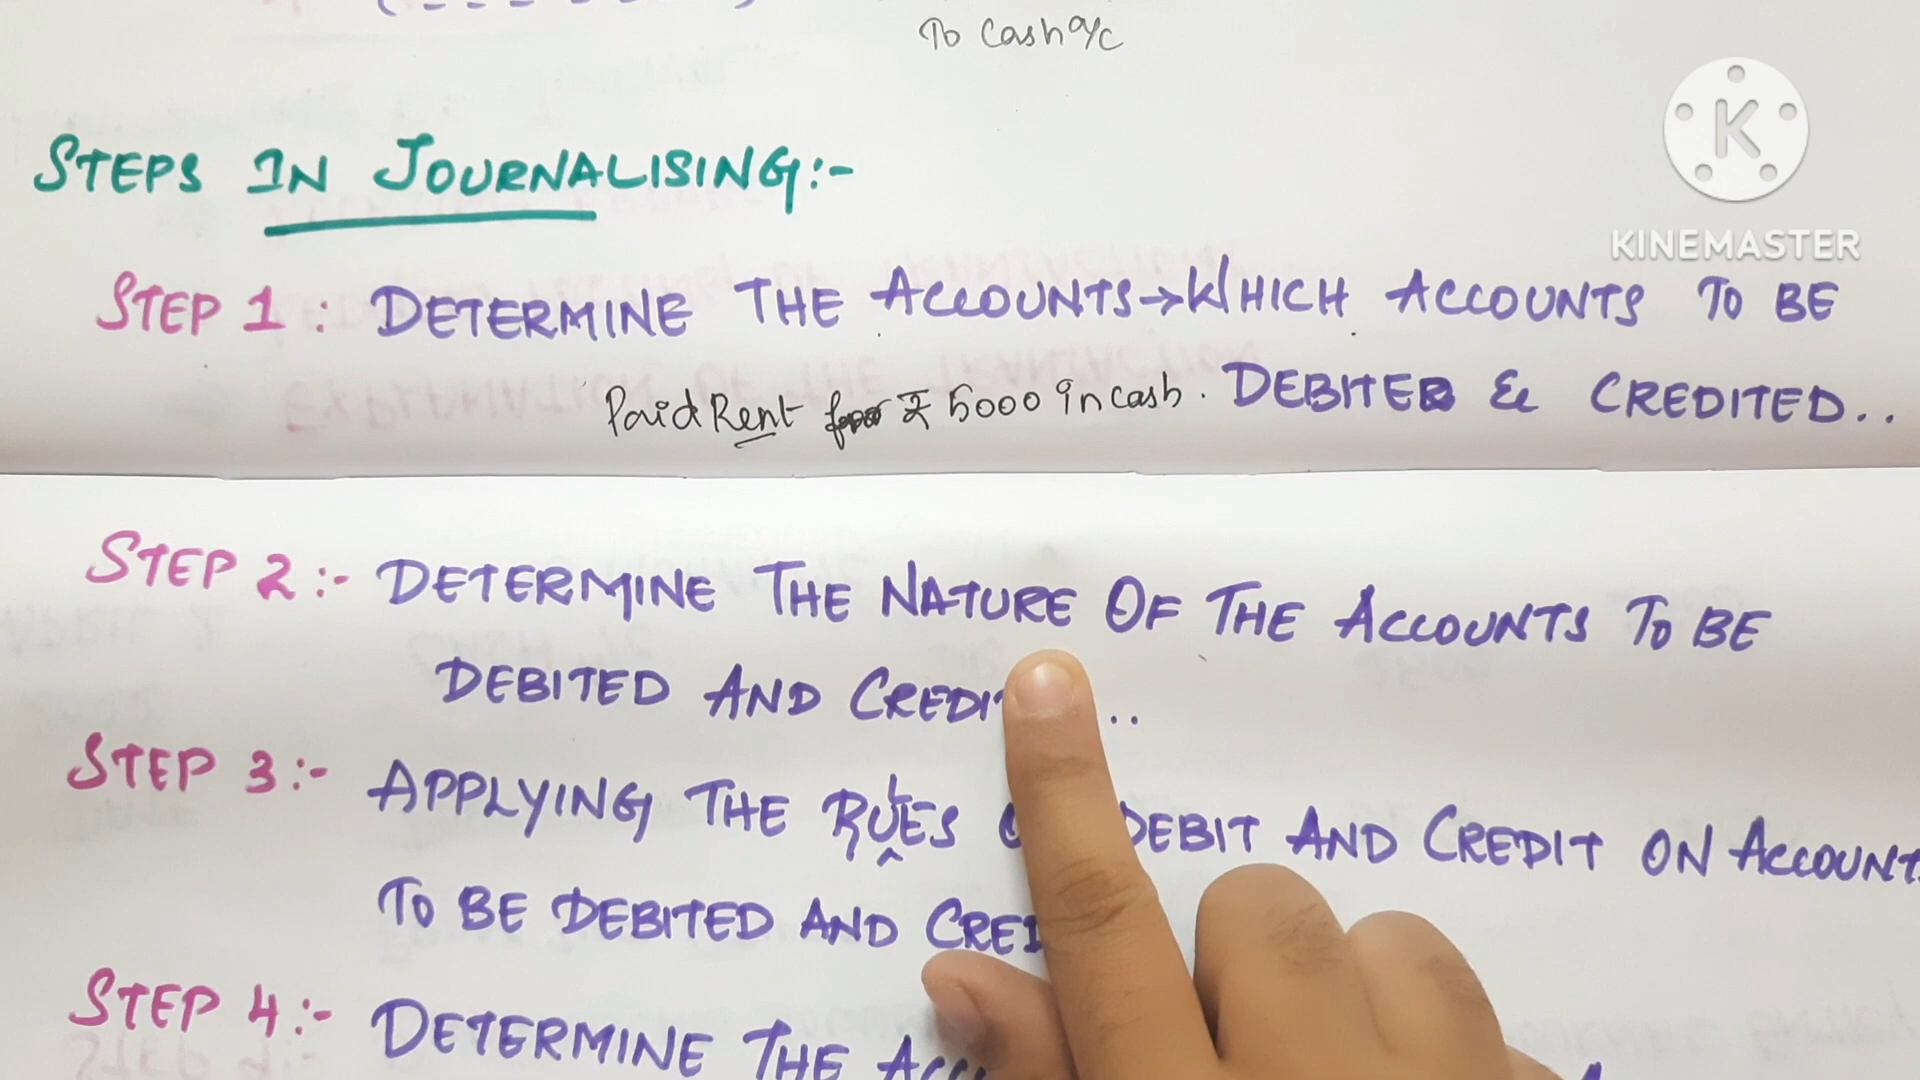 To Cash a/c
K
KINEMASTER
STEPS IN JOURNALISING:-
STEP 1: DETERMINE THE ACCOUNTS→WHICH ACCOUNTS TO BE
Paid Rent ₹ 5000 in cash. DEBITED & CREDITED..
STEP 2:- DETERMINE THE NATURE OF THE ACCOUNTS TO BE
DEBITED AND ..
STEP 3:- APPLYING THE RULES DEBIT AND CREDIT ON ACCOUNT
TO BE DEBITED AND
STEP 4:- DETERMINE THE